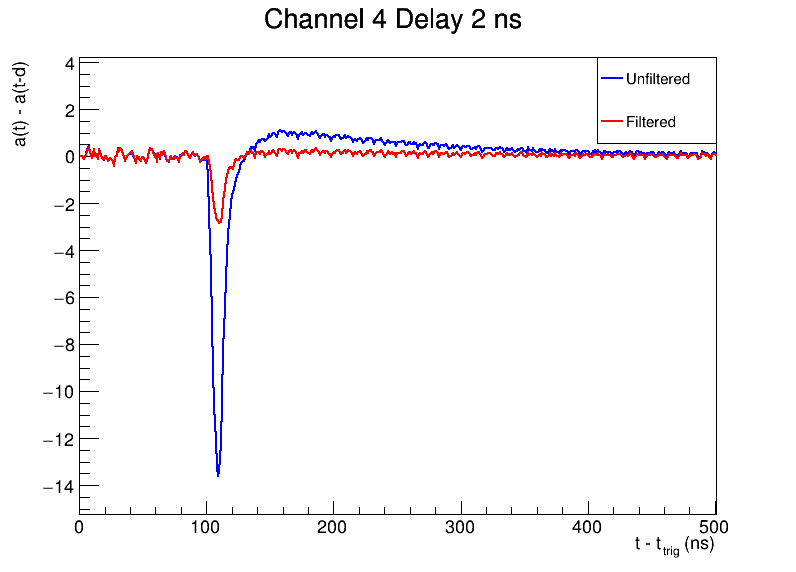 Channel 4 Delay 2 ns
a(t) - a(t-d)
Unfiltered
Filtered
4
2
0
−2
−4
−6
−8
−10
−12
−14
0 100 200 300 400 500
t - t_trig (ns)